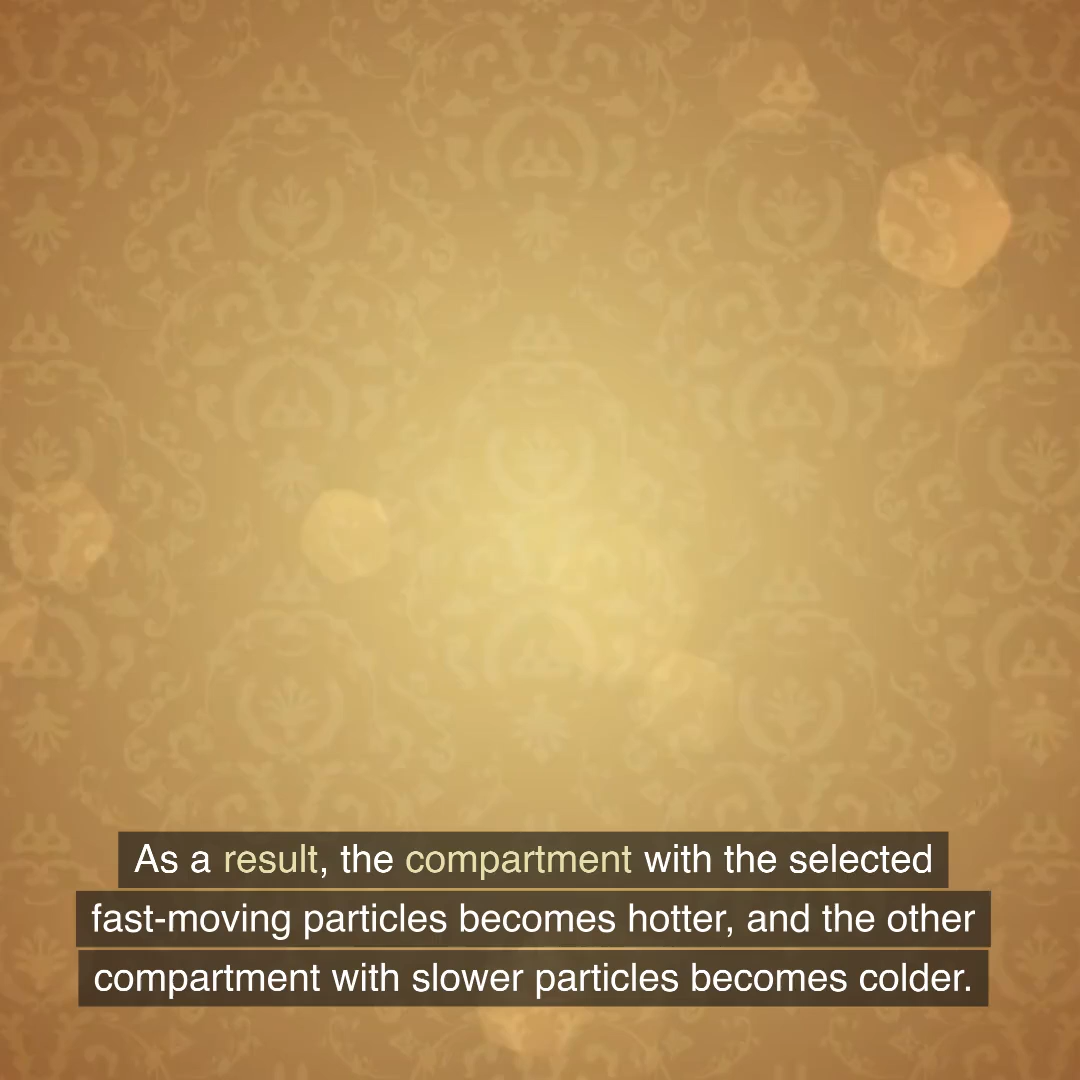 As a result, the compartment with the selected
fast-moving particles becomes hotter, and the other
compartment with slower particles becomes colder.